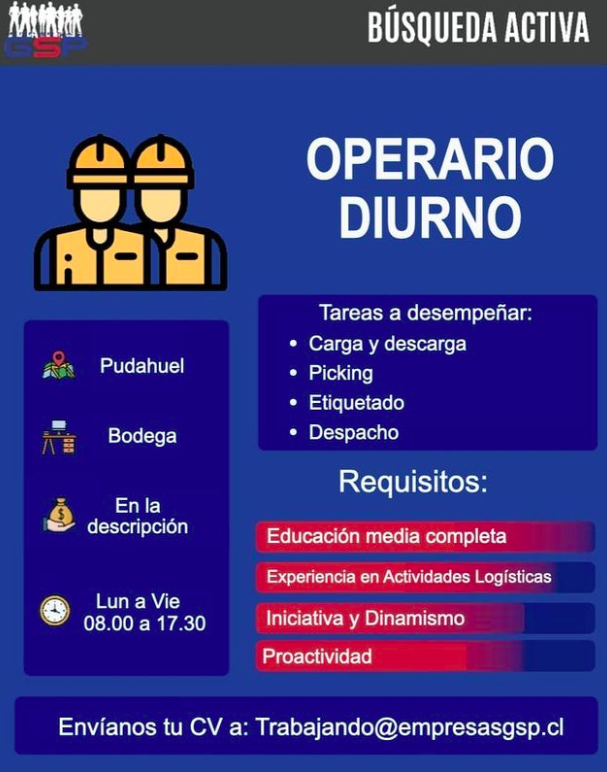 GSP
BÚSQUEDA ACTIVA
OPERARIO
DIURNO
Pudahuel
Bodega
En la
descripción
Lun a Vie
08.00 a 17.30
Tareas a desempeñar:
• Carga y descarga
• Picking
• Etiquetado
• Despacho
Requisitos:
Educación media completa
Experiencia en Actividades Logísticas
Iniciativa y Dinamismo
Proactividad
Envíanos tu CV a: Trabajando@empresasgsp.cl